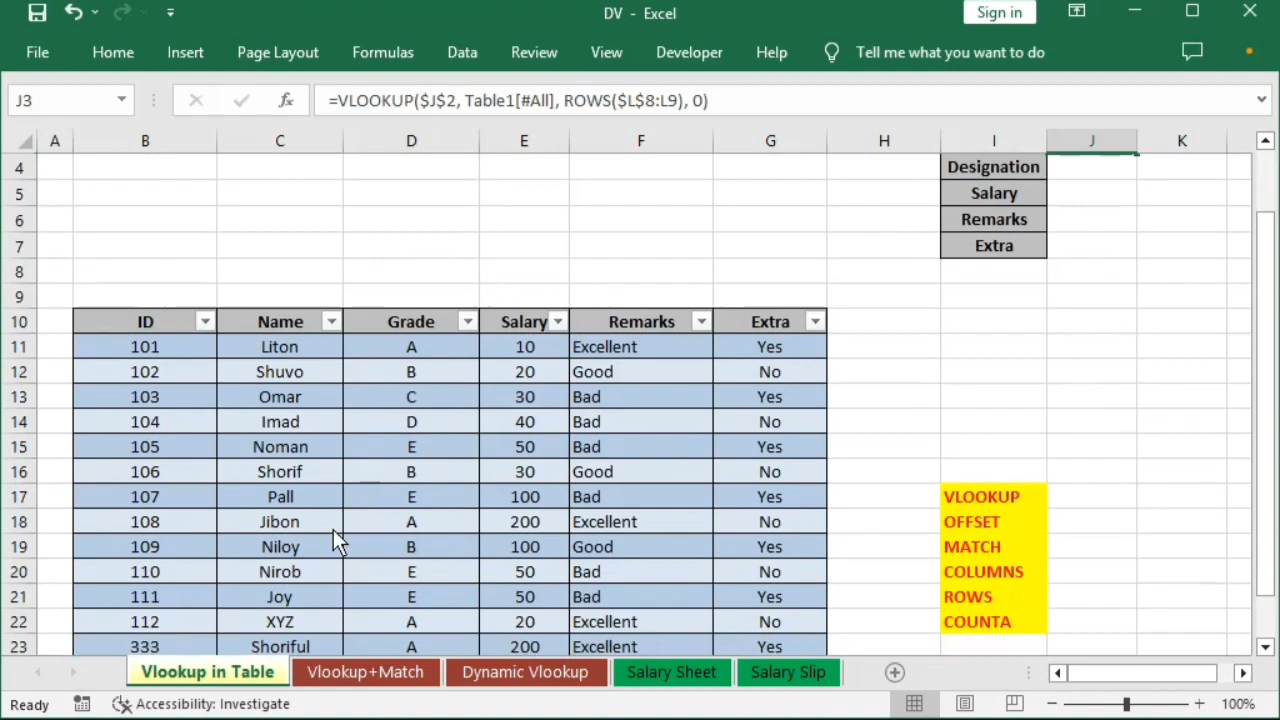 DV - Excel
Sign in
File Home Insert Page Layout Formulas Data Review View Developer Help Tell me what you want to do
J3 fx =VLOOKUP($J$2, Table1[#All], ROWS($L$8:L9), 0)
A B C D E F G H I J K
4 Designation
5 Salary
6 Remarks
7 Extra
8
9
10 ID Name Grade Salary Remarks Extra
11 101 Liton A 10 Excellent Yes
12 102 Shuvo B 20 Good No
13 103 Omar C 30 Bad Yes
14 104 Imad D 40 Bad No
15 105 Noman E 50 Bad Yes
16 106 Shorif B 30 Good No
17 107 Pall E 100 Bad Yes VLOOKUP
18 108 Jibon A 200 Excellent No OFFSET
19 109 Niloy B 100 Good Yes MATCH
20 110 Nirob E 50 Bad No COLUMNS
21 111 Joy E 50 Bad Yes ROWS
22 112 XYZ A 20 Excellent No COUNTA
23 333 Shoriful A 200 Excellent Yes
Vlookup in Table Vlookup+Match Dynamic Vlookup Salary Sheet Salary Slip
Ready Accessibility: Investigate 100%